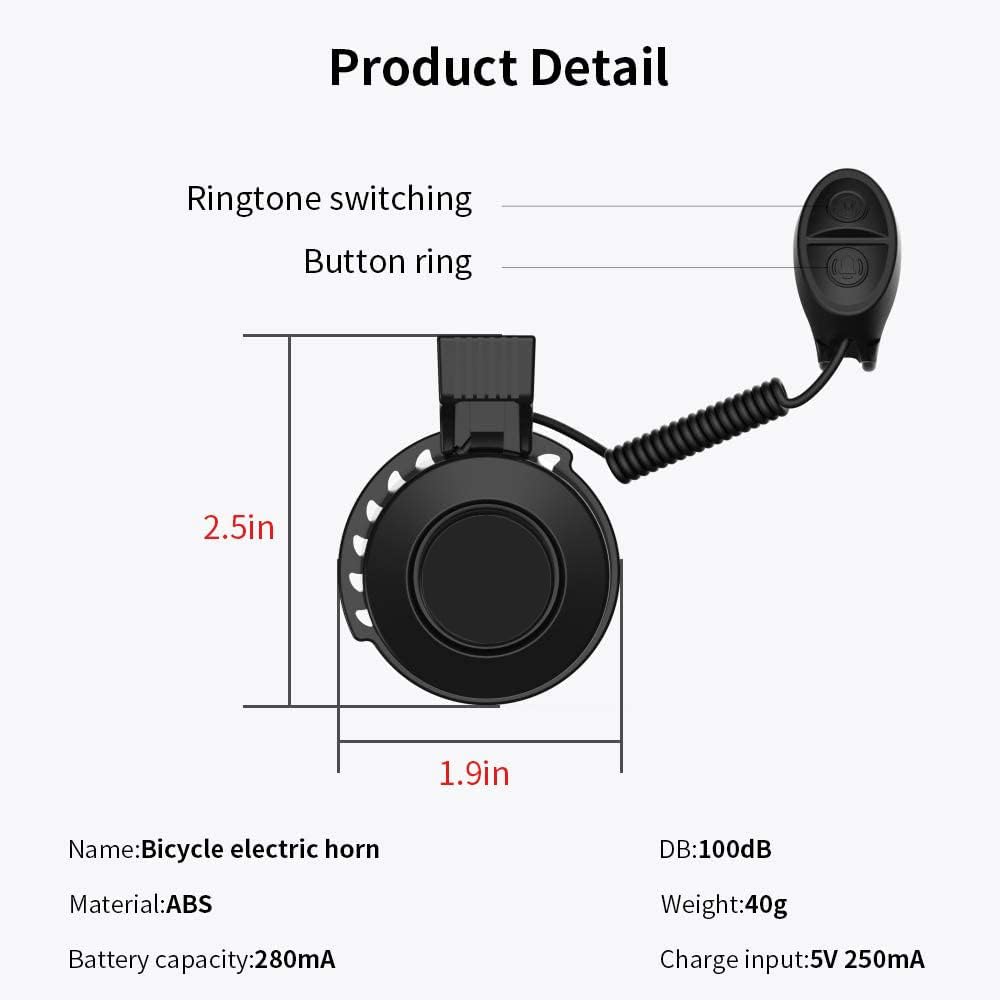 Product Detail
Ringtone switching
Button ring
2.5in
1.9in
Name:Bicycle electric horn
DB:100dB
Material:ABS
Weight:40g
Battery capacity:280mA
Charge input:5V 250mA